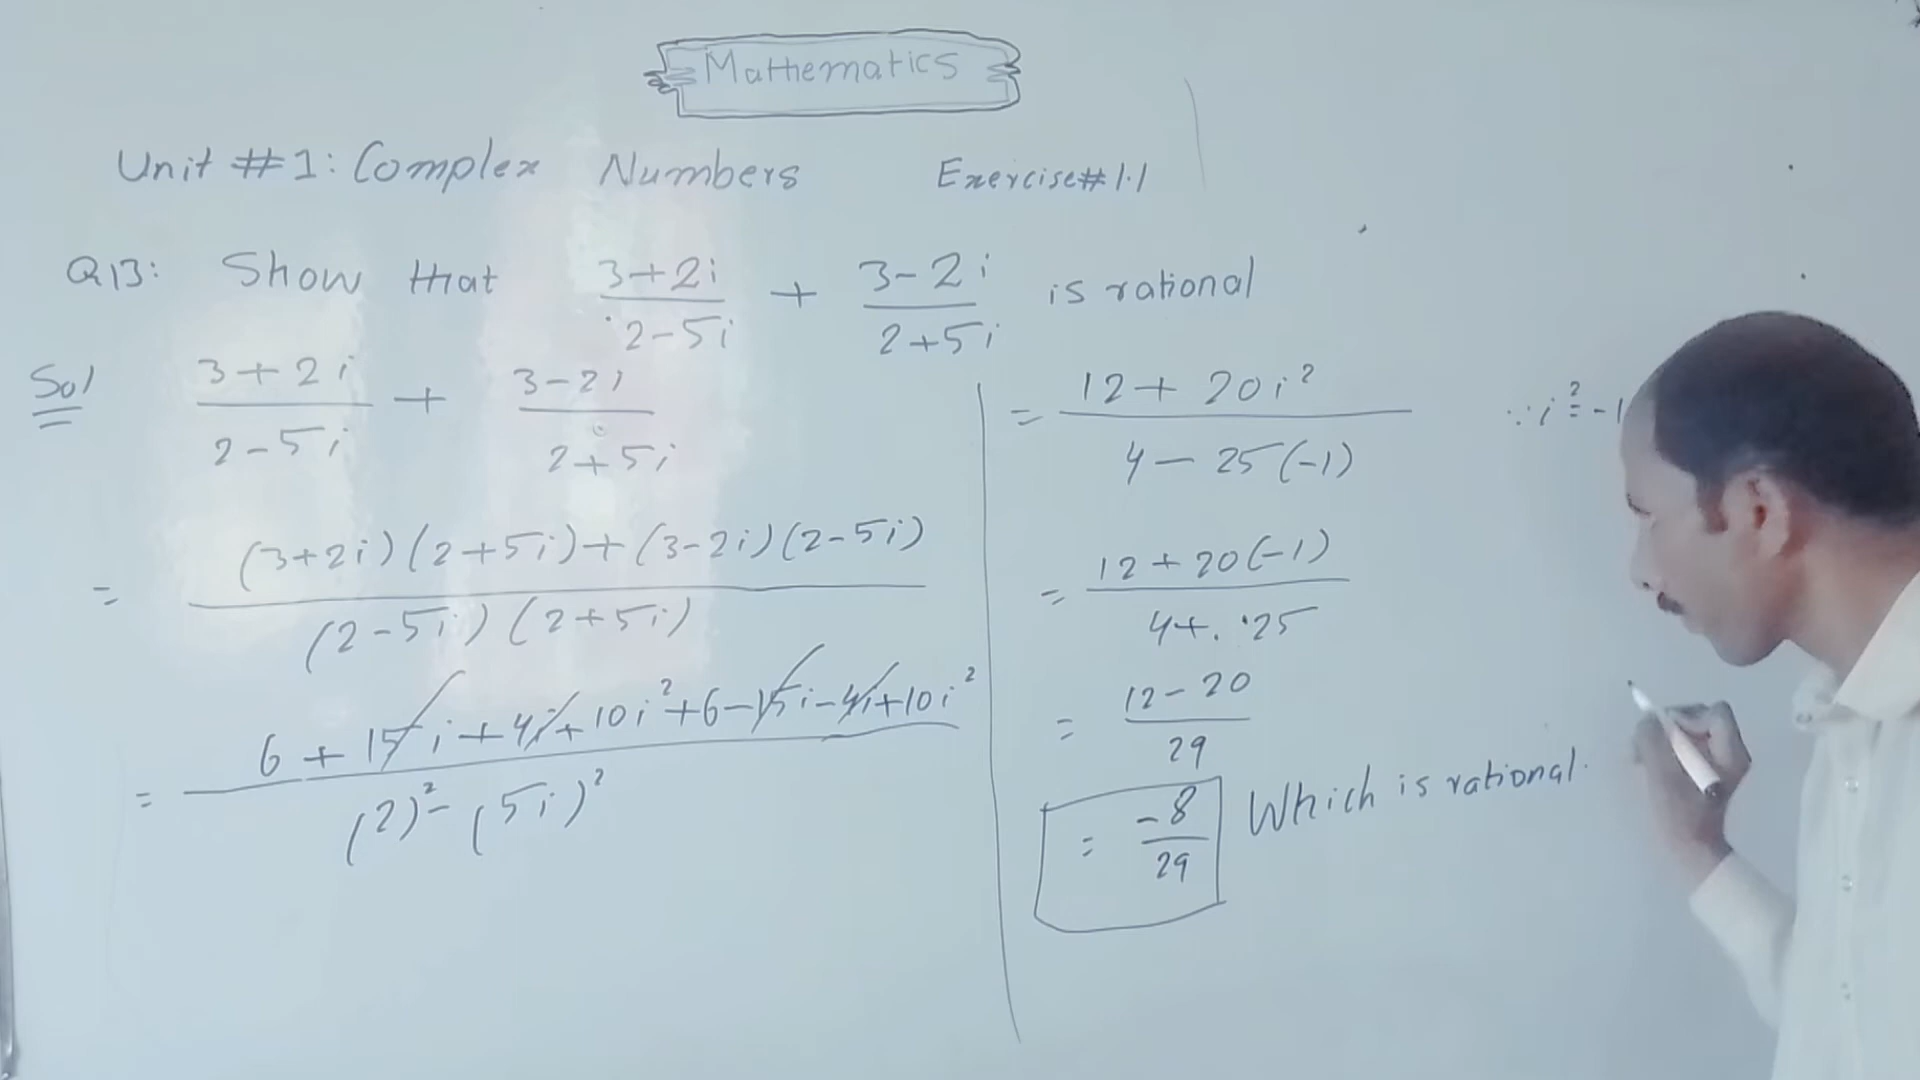 Mathematics
Unit #1: Complex Numbers Exercise#1.1
Q13: Show that (3+2i)/(2-5i) + (3-2i)/(2+5i) is rational
Sol (3+2i)/(2-5i) + (3-2i)/(2+5i)
= ((3+2i)(2+5i)+(3-2i)(2-5i))/((2-5i)(2+5i))
= (6+15i+4i+10i²+6-15i-4i+10i²)/((2)²-(5i)²)
= (12+20i²)/(4-25(-1)) ∵ i²=-1
= (12+20(-1))/(4+25)
= (12-20)/29
= -8/29 Which is rational.